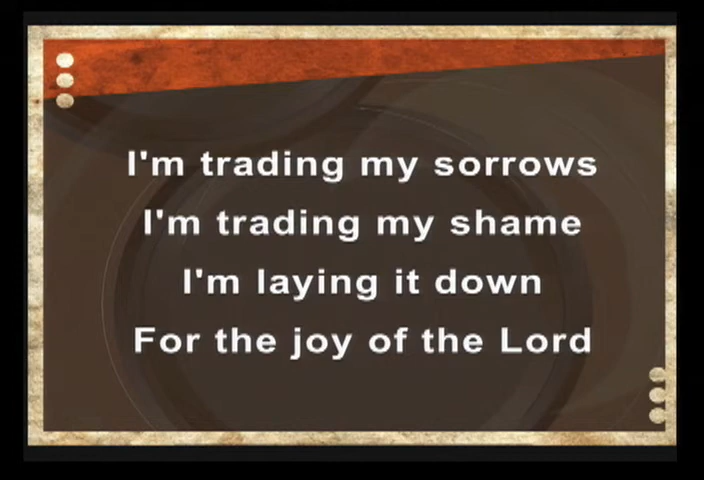 I'm trading my sorrows
I'm trading my shame
I'm laying it down
For the joy of the Lord